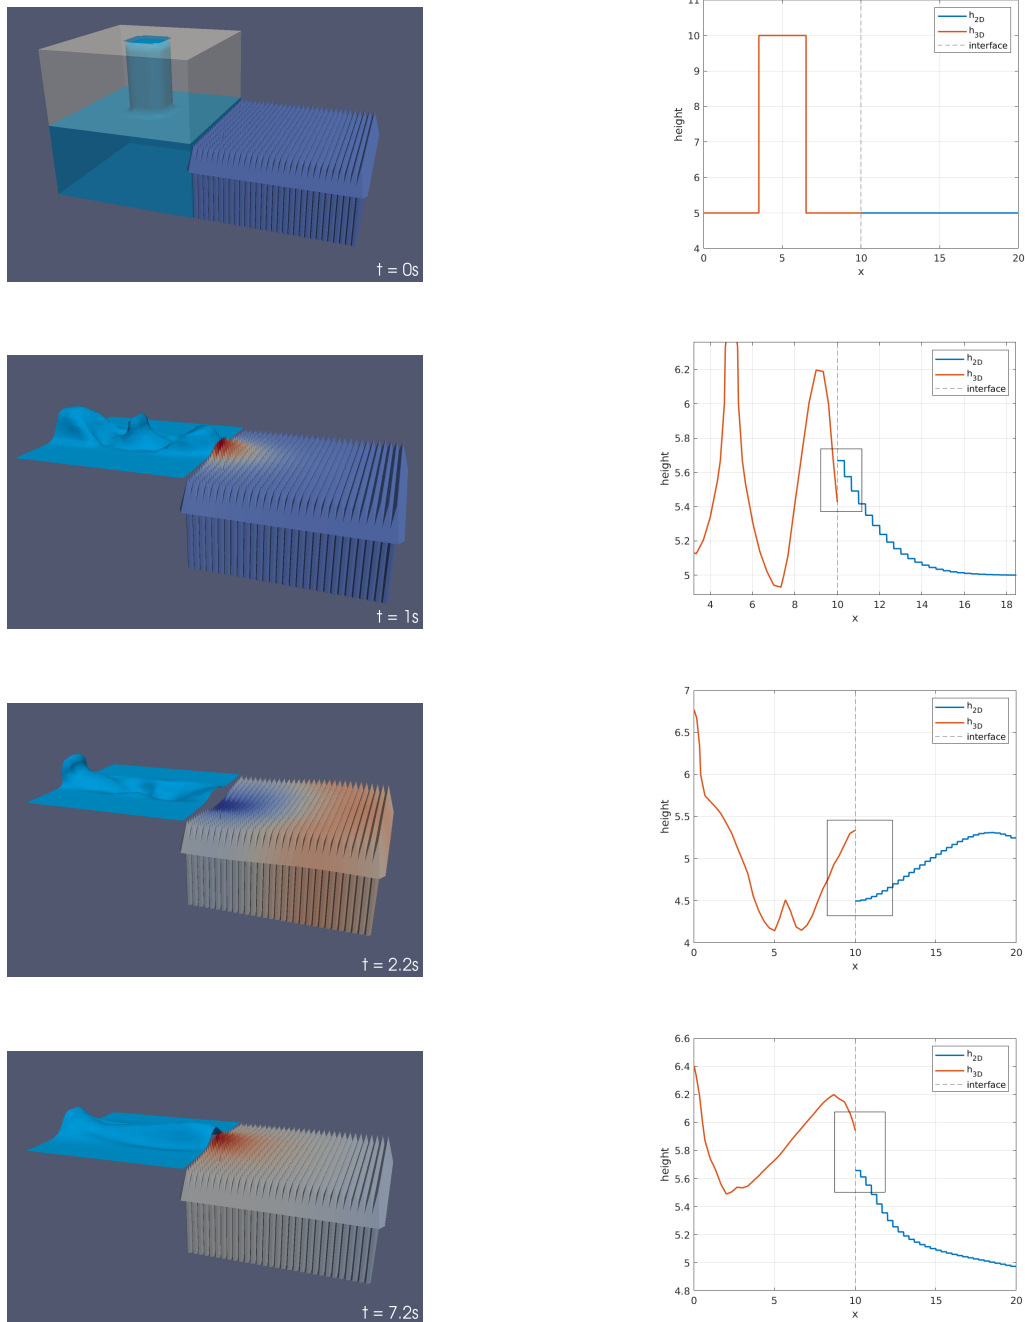 t = 0s
11
10
9
8
7
6
5
4
height
0 5 10 15 20
x
h2D
h3D
interface
t = 1s
6.2
6
5.8
5.6
5.4
5.2
5
height
4 6 8 10 12 14 16 18
x
h2D
h3D
interface
t = 2.2s
7
6.5
6
5.5
5
4.5
4
height
0 5 10 15 20
x
h2D
h3D
interface
t = 7.2s
6.6
6.4
6.2
6
5.8
5.6
5.4
5.2
5
4.8
height
0 5 10 15 20
x
h2D
h3D
interface